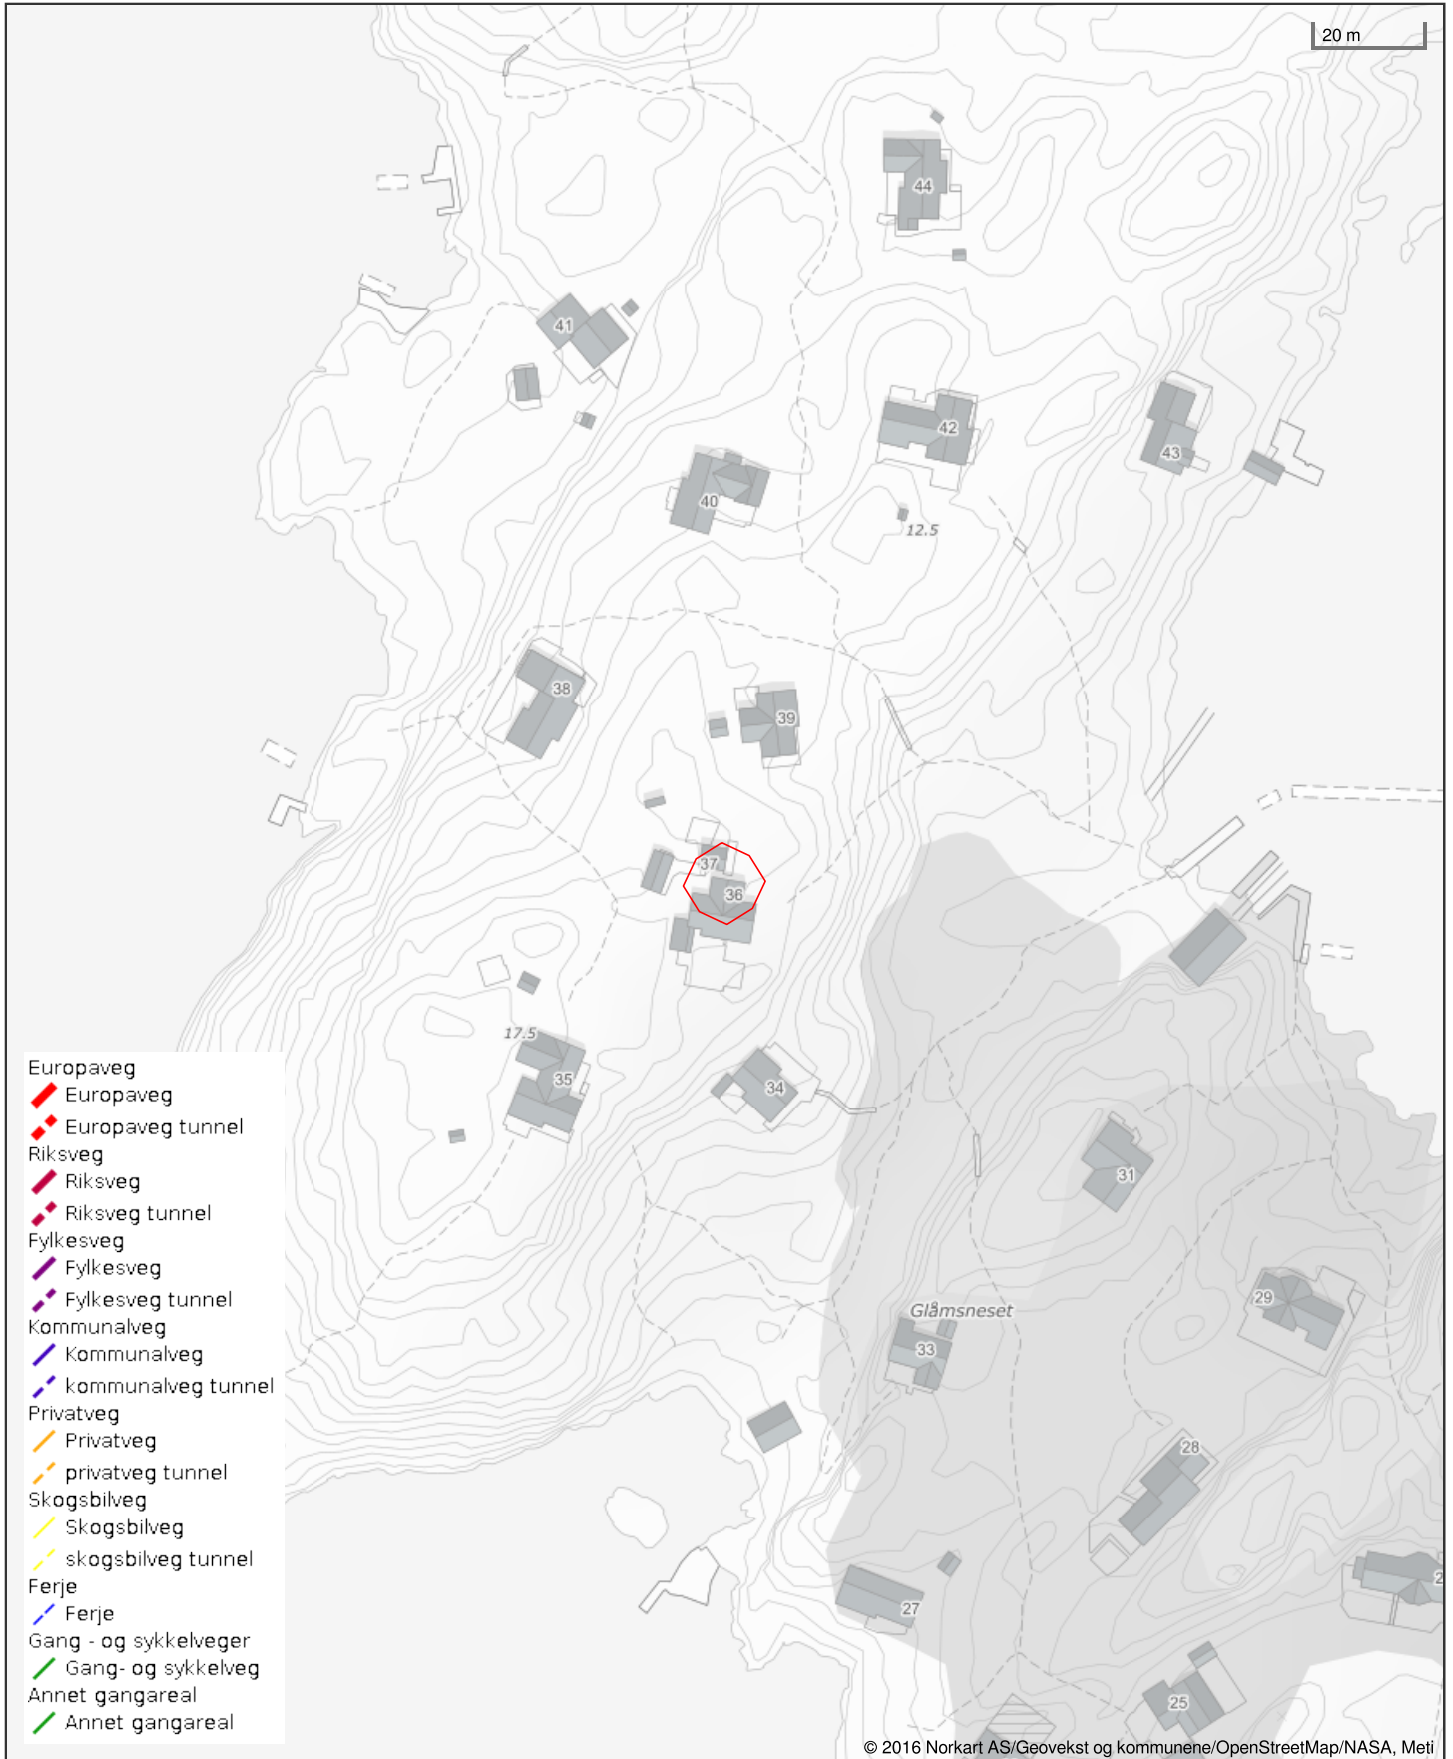 20 m
44
41
42
43
40
12.5
38
39
37
36
17.5
35
34
31
Glåmsneset
29
33
28
27
25
Europaveg
Europaveg
Europaveg tunnel
Riksveg
Riksveg
Riksveg tunnel
Fylkesveg
Fylkesveg
Fylkesveg tunnel
Kommunalveg
Kommunalveg
kommunalveg tunnel
Privatveg
Privatveg
privatveg tunnel
Skogsbilveg
Skogsbilveg
skogsbilveg tunnel
Ferje
Ferje
Gang - og sykkelveger
Gang- og sykkelveg
Annet gangareal
Annet gangareal
© 2016 Norkart AS/Geovekst og kommunene/OpenStreetMap/NASA, Meti